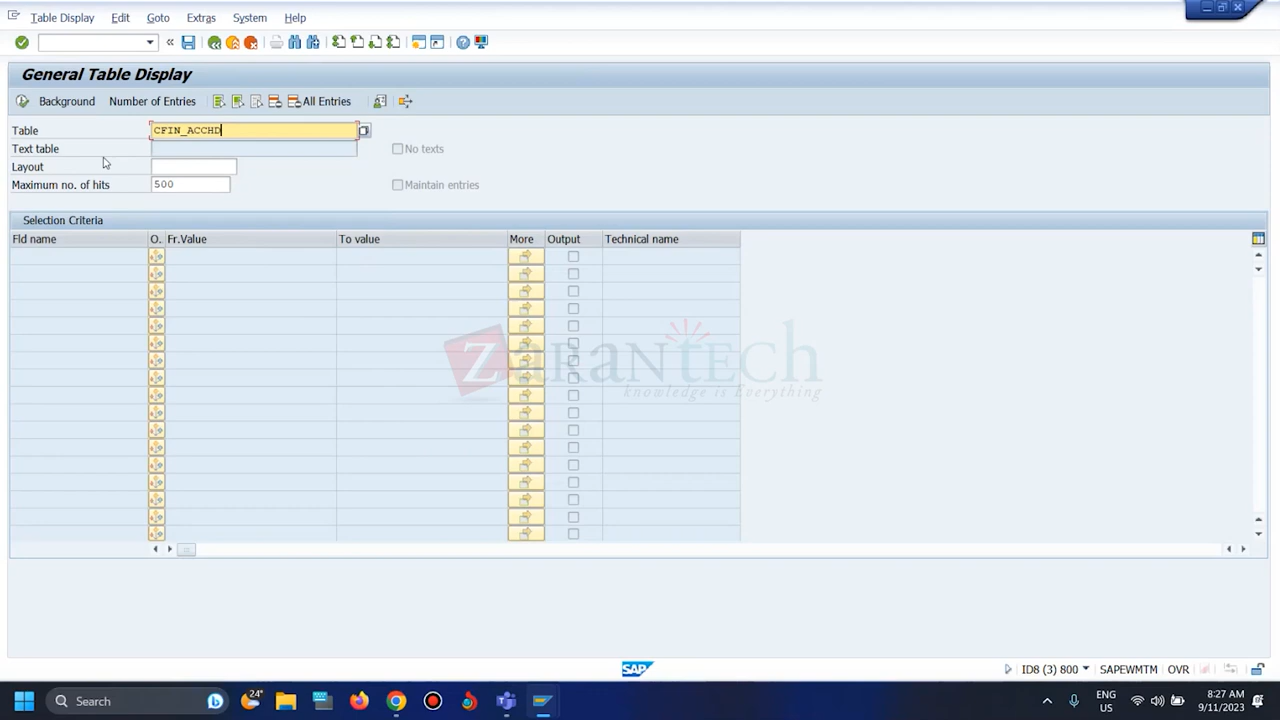 Table Display Edit Goto Extras System Help
General Table Display
Background Number of Entries All Entries
Table CFIN_ACCHD
Text table No texts
Layout
Maximum no. of hits 500 Maintain entries
Selection Criteria
Fld name O. Fr.Value To value More Output Technical name
zarantech
knowledge is Everything
SAP ID8 (3) 800 SAPEWMTM OVR
Search 24° ENG 8:27 AM
US 9/11/2023